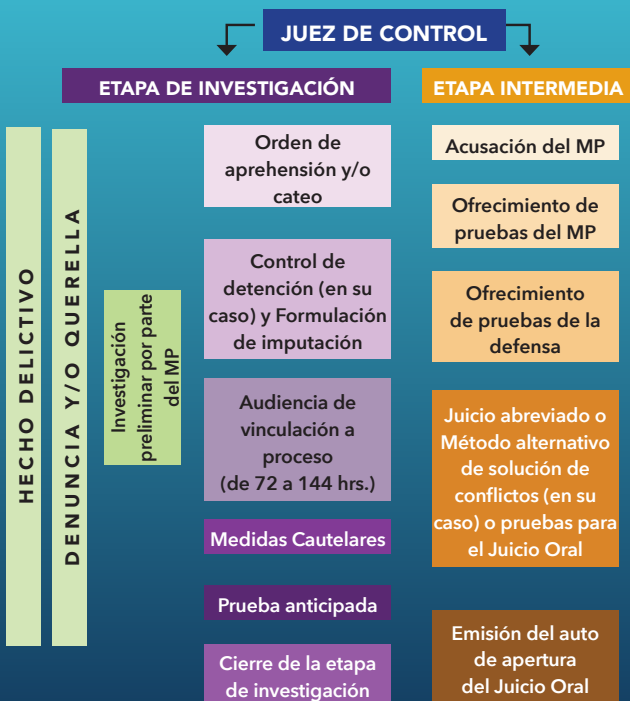 JUEZ DE CONTROL
ETAPA DE INVESTIGACIÓN
ETAPA INTERMEDIA
HECHO DELICTIVO
DENUNCIA Y/O QUERELLA
Investigación
preliminar por parte
del MP
Orden de
aprehensión y/o
cateo
Control de
detención (en su
caso) y Formulación
de imputación
Audiencia de
vinculación a
proceso
(de 72 a 144 hrs.)
Medidas Cautelares
Prueba anticipada
Cierre de la etapa
de investigación
Acusación del MP
Ofrecimiento de
pruebas del MP
Ofrecimiento
de pruebas de la
defensa
Juicio abreviado o
Método alternativo
de solución de
conflictos (en su
caso) o pruebas para
el Juicio Oral
Emisión del auto
de apertura
del Juicio Oral